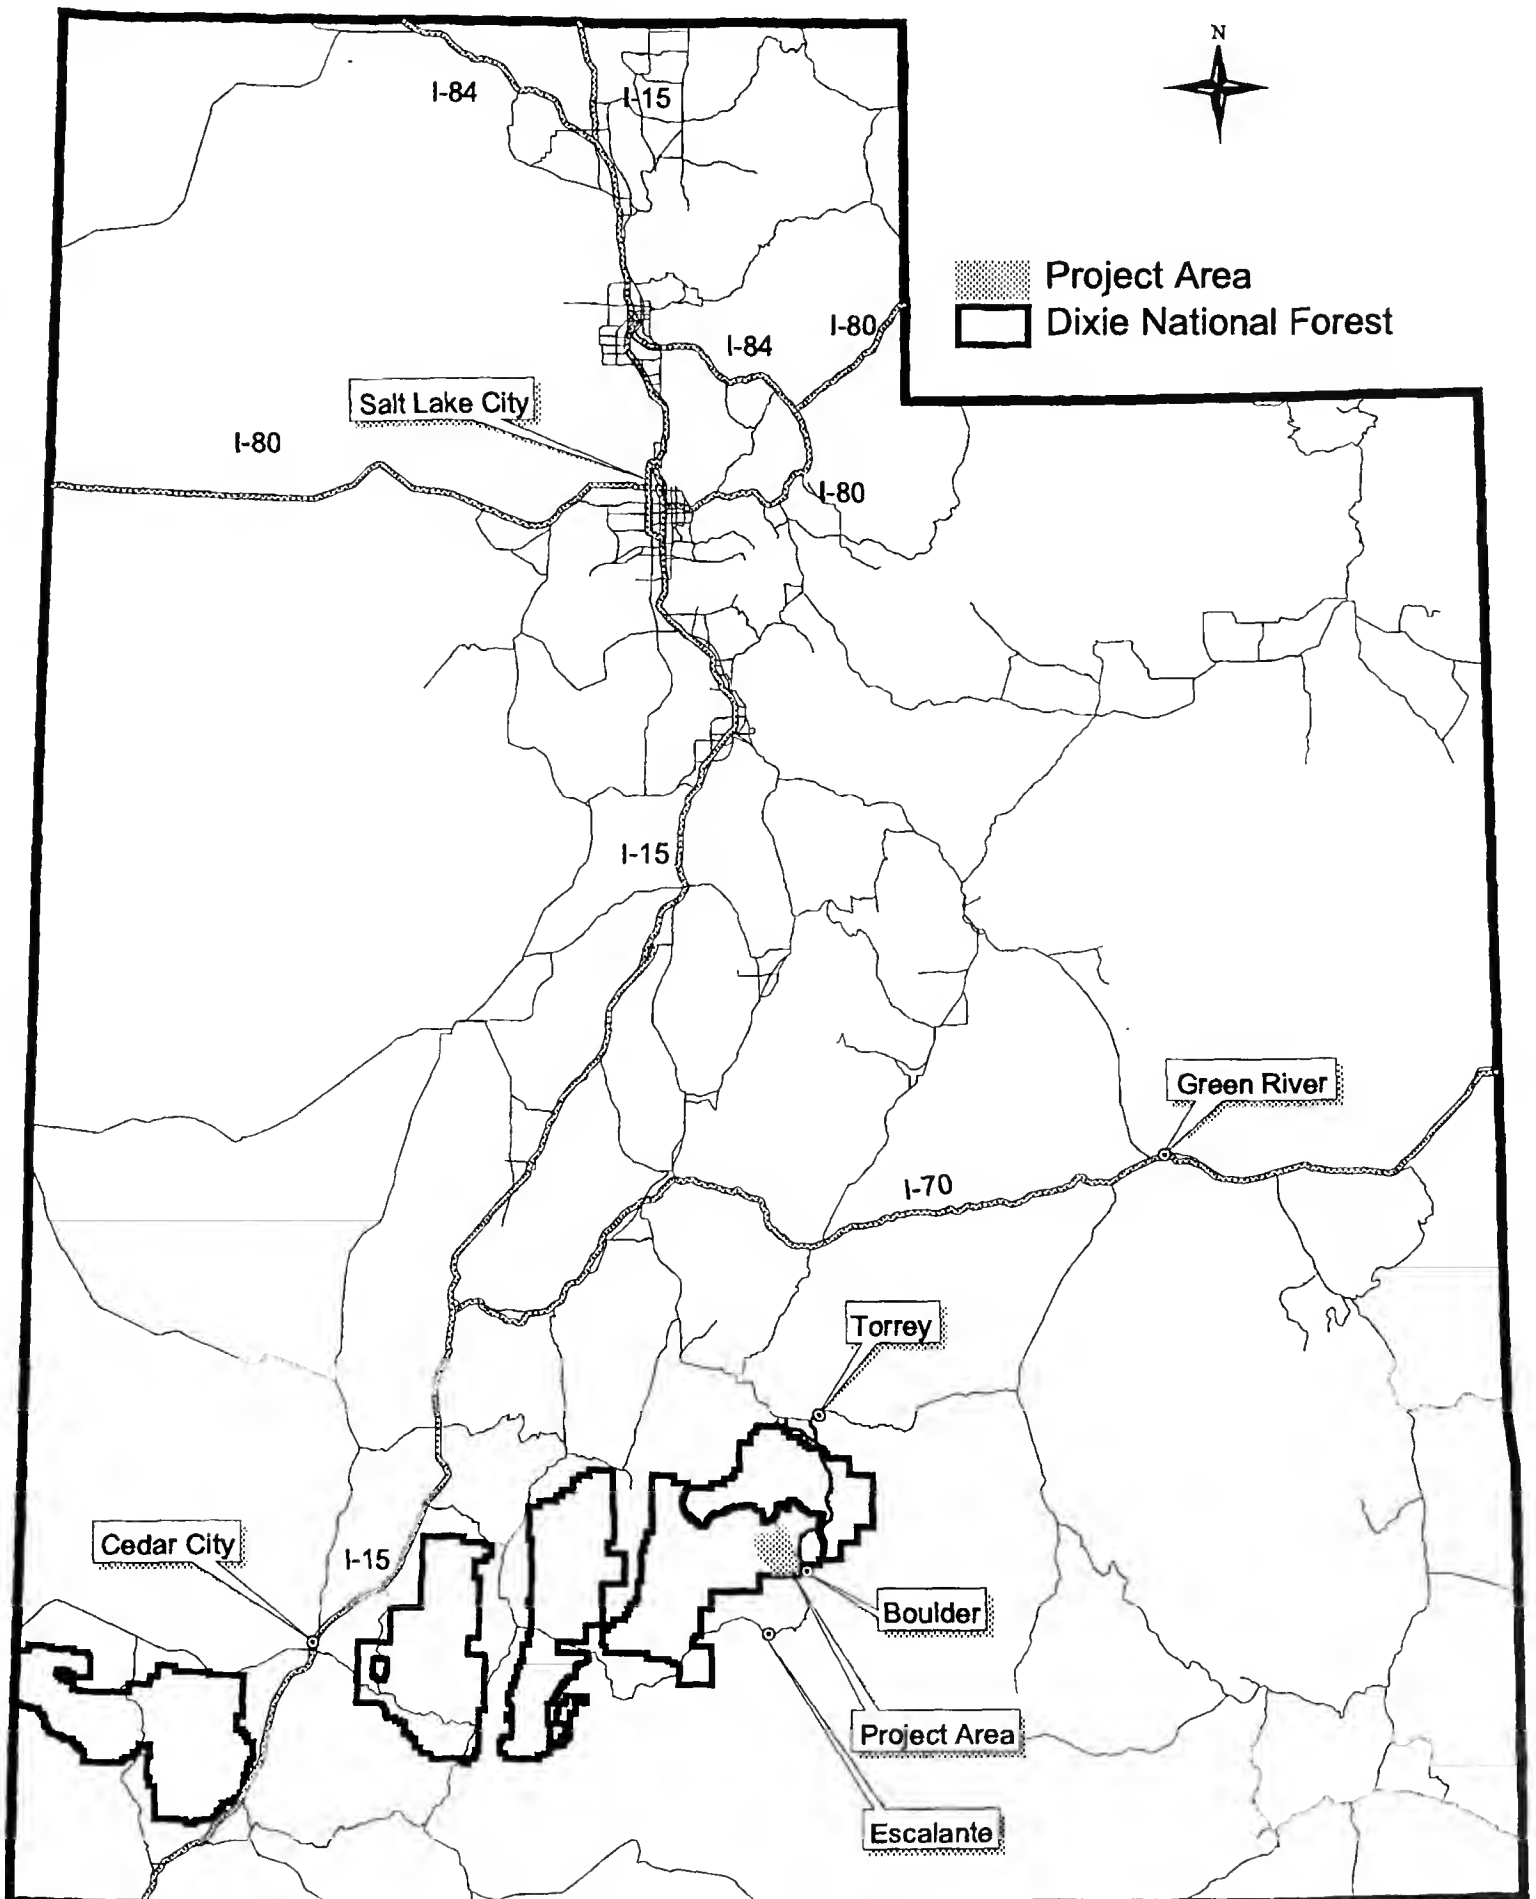 N
I-84
I-15
Project Area
Dixie National Forest
I-80
I-84
Salt Lake City
I-80
I-80
I-15
Green River
I-70
Torrey
Cedar City
I-15
Boulder
Project Area
Escalante